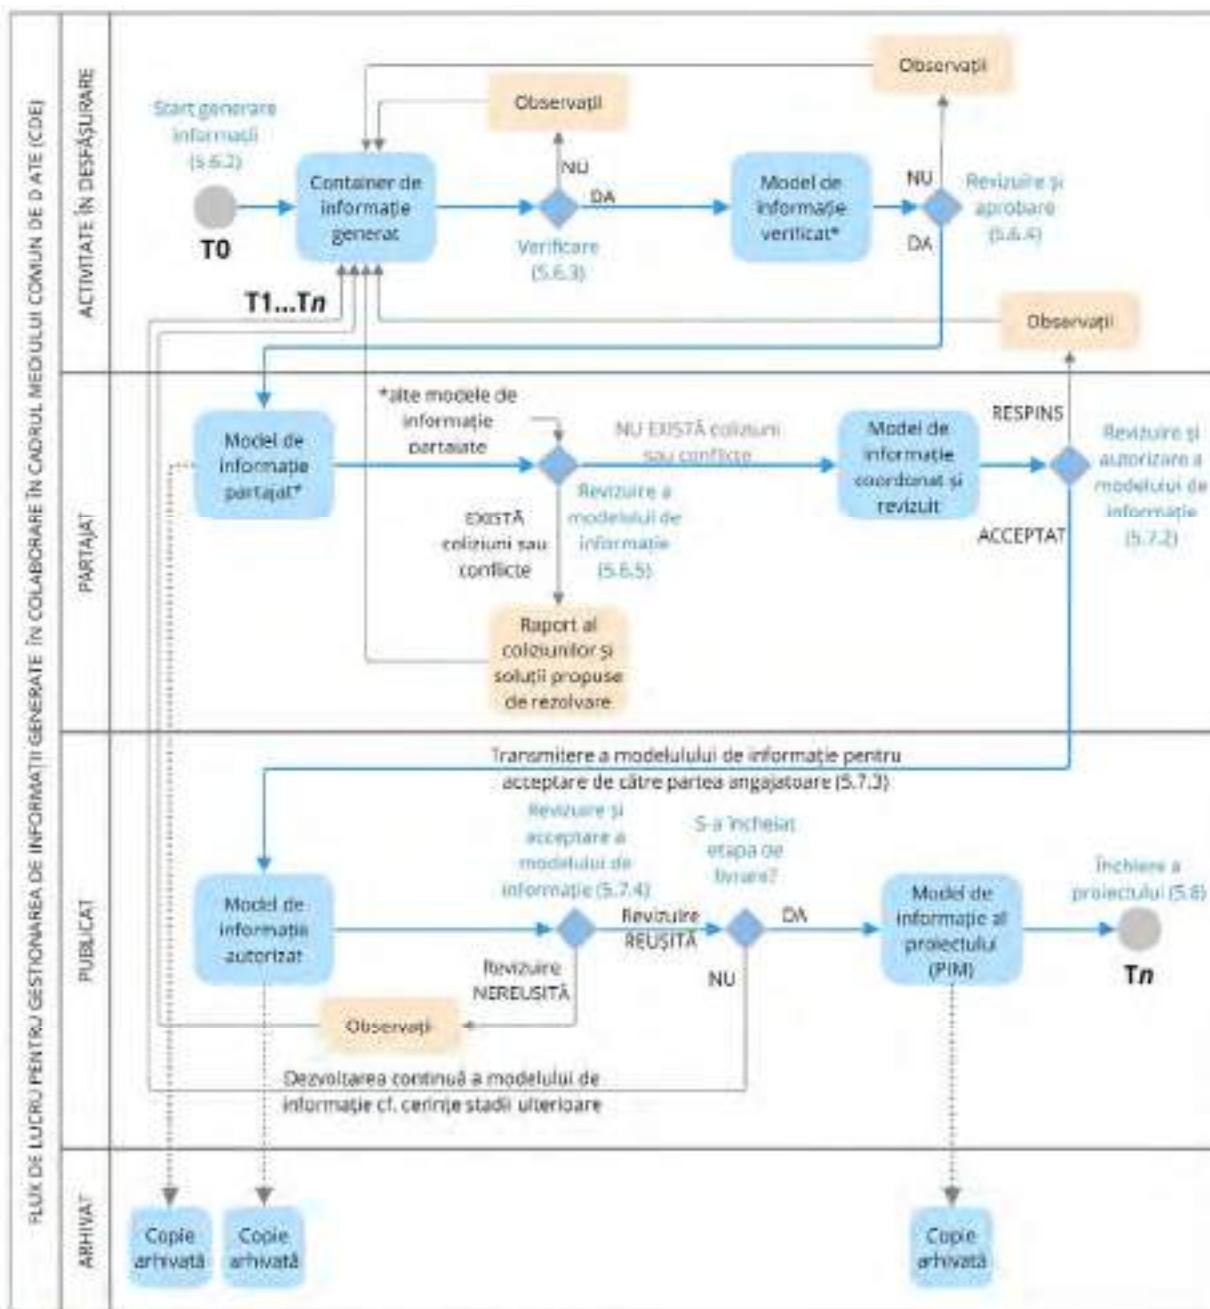 FLUX DE LUCRU PENTRU GESTIONAREA DE INFORMAȚII GENERATE ÎN COLABORARE ÎN CADRUL MEDIULUI COMUN DE D ATE (CDE)
ACTIVITATE ÎN DESFĂȘURARE
Observații
Observații
Start generare
informații
(5.6.2)
T0
Container de
informație
generat
NU
DA
Verificare
(5.6.3)
Model de
informație
verificat*
NU
DA
Revizuire și
aprobare
(5.6.4)
T1...Tn
Observații
PARTAJAT
Model de
informație
partajat*
*alte modele de
informație
partajate
NU EXISTĂ coliziuni
sau conflicte
Revizuire a
modelului de
informație
(5.6.5)
EXISTĂ
coliziuni sau
conflicte
Raport al
coliziunilor și
soluții propuse
de rezolvare
Model de
informație
coordonat și
revizuit
RESPINS
ACCEPTAT
Revizuire și
autorizare a
modelului de
informație
(5.7.2)
PUBLICAT
Transmitere a modelulului de informație pentru
acceptare de către partea angajatoare (5.7.3)
Model de
informație
autorizat
Revizuire și
acceptare a
modelului de
informație (5.7.4)
Revizuire
REUȘITĂ
Revizuire
NEREUSITĂ
Observații
S-a încheiat
etapa de
livrare?
DA
NU
Model de
informație al
proiectului
(PIM)
Închiere a
proiectului (5.8)
Tn
Dezvoltarea continuă a modelului de
informație cf. cerințe stadii ulterioare
ARHIVAT
Copie
arhivată
Copie
arhivată
Copie
arhivată